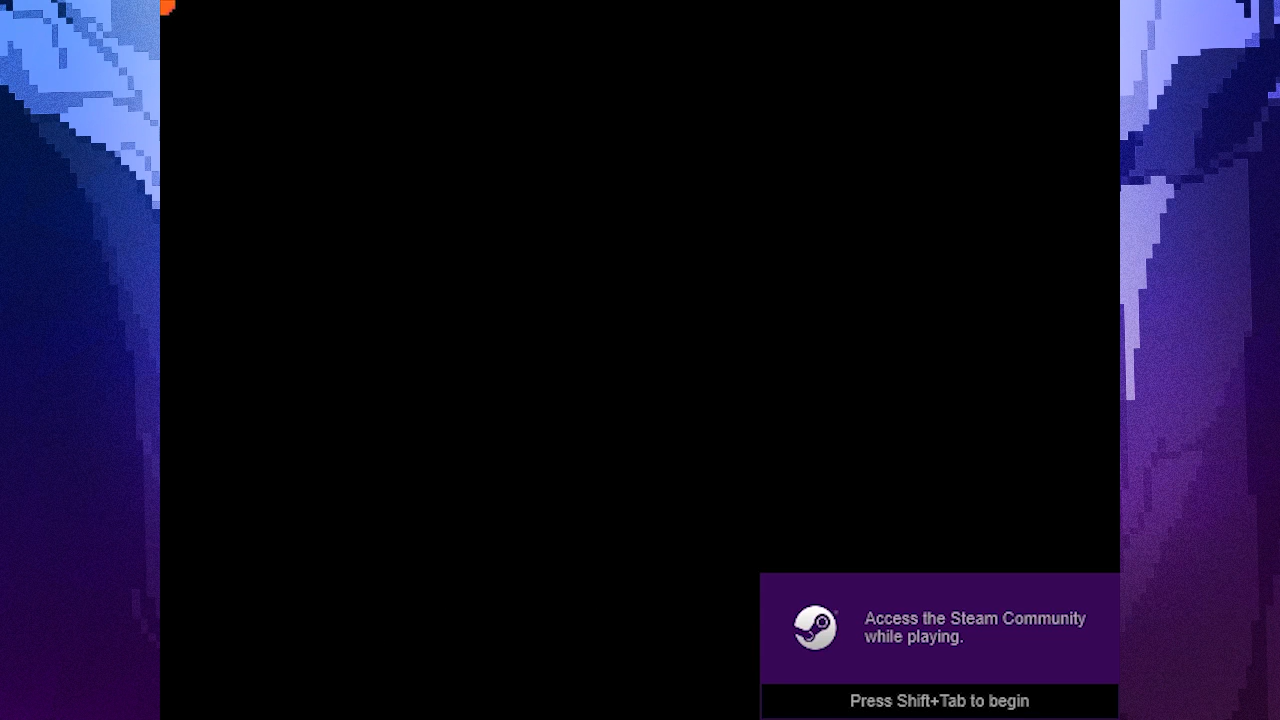 Access the Steam Community
while playing.
Press Shift+Tab to begin